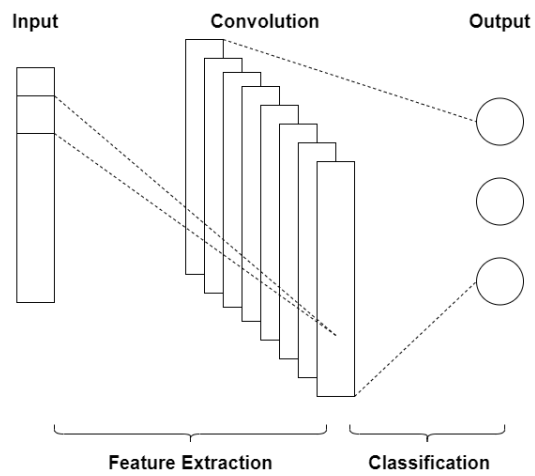 Input
Convolution
Output
Feature Extraction
Classification